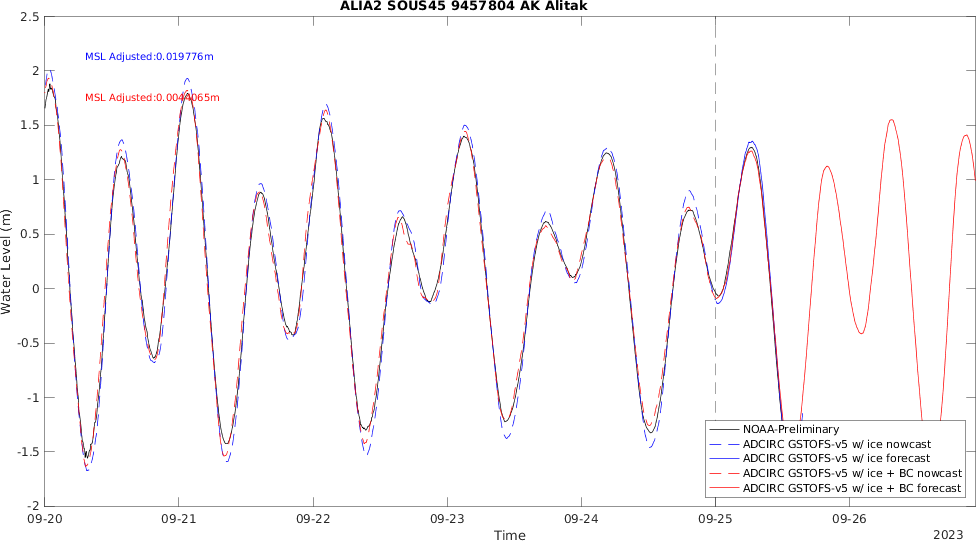 ALIA2 SOUS45 9457804 AK Alitak
MSL Adjusted:0.019776m
MSL Adjusted:0.0044065m
Water Level (m)
2.5
2
1.5
1
0.5
0
-0.5
-1
-1.5
-2
09-20
09-21
09-22
09-23
09-24
09-25
09-26
Time
2023
NOAA-Preliminary
ADCIRC GSTOFS-v5 w/ ice nowcast
ADCIRC GSTOFS-v5 w/ ice forecast
ADCIRC GSTOFS-v5 w/ ice + BC nowcast
ADCIRC GSTOFS-v5 w/ ice + BC forecast